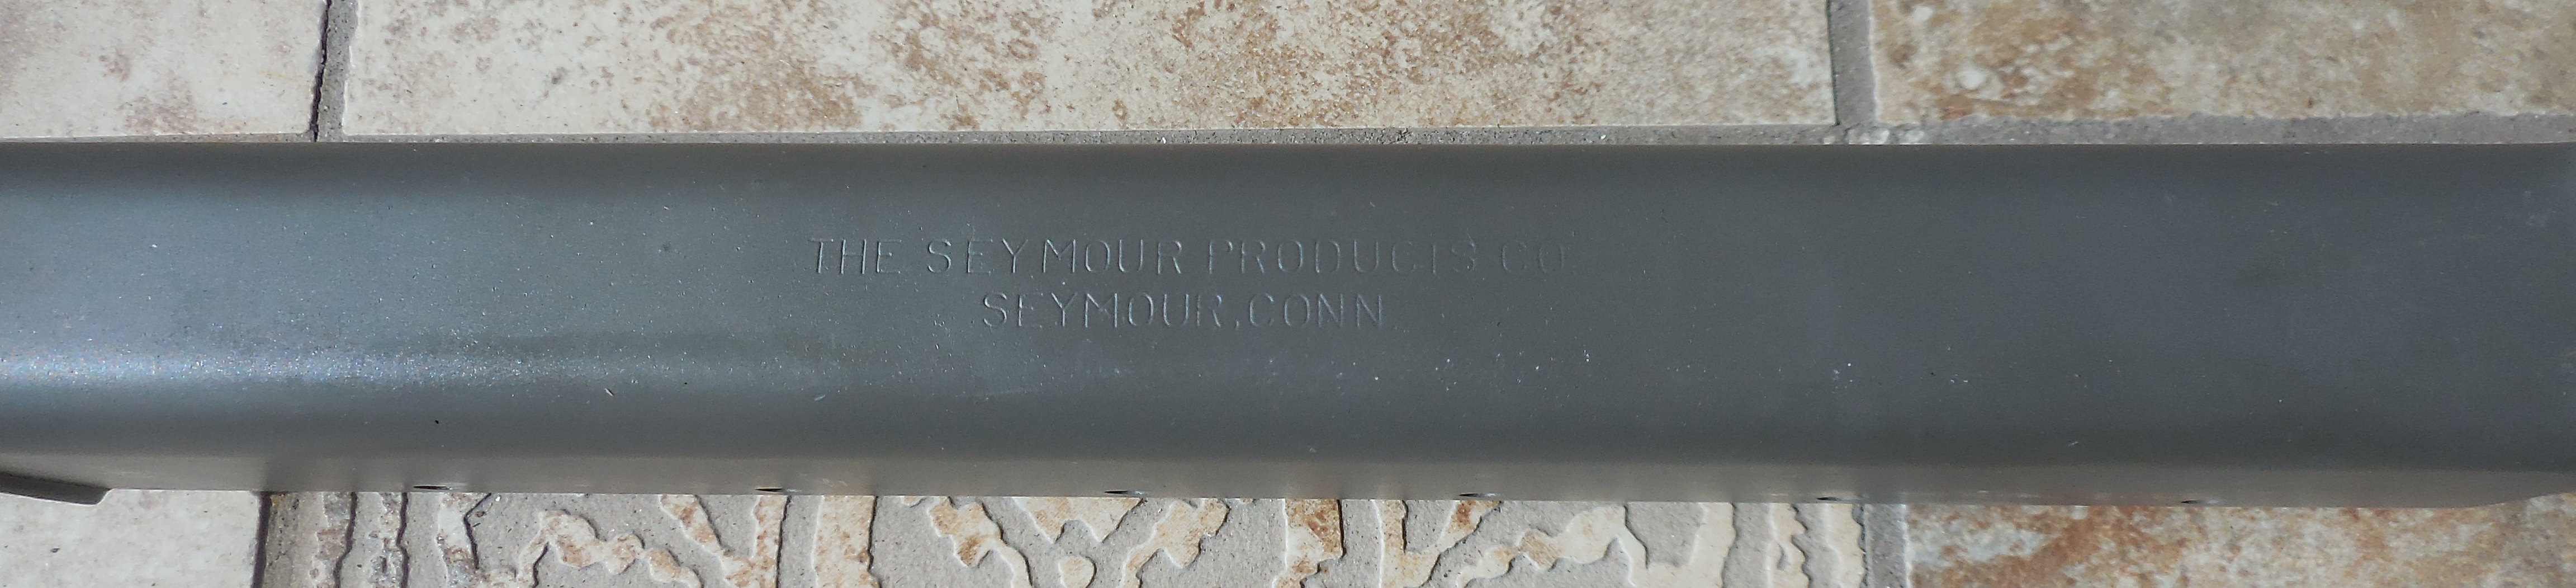 THE SEYMOUR PRODUCTS CO.
SEYMOUR, CONN.